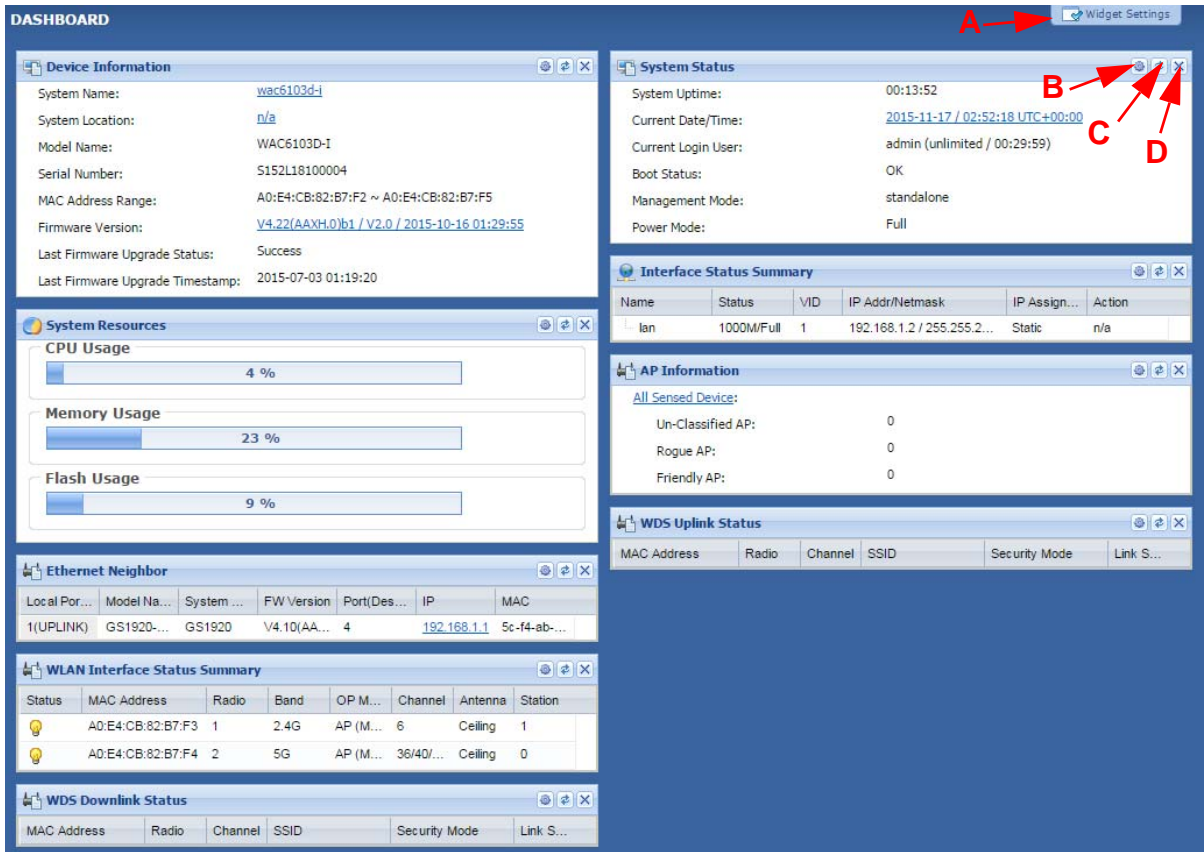 DASHBOARD
A
Widget Settings
Device Information
System Name: wac6103d-i
System Location: n/a
Model Name: WAC6103D-I
Serial Number: S152L18100004
MAC Address Range: A0:E4:CB:82:B7:F2 ~ A0:E4:CB:82:B7:F5
Firmware Version: V4.22(AAXH.0)b1 / V2.0 / 2015-10-16 01:29:55
Last Firmware Upgrade Status: Success
Last Firmware Upgrade Timestamp: 2015-07-03 01:19:20
System Resources
CPU Usage
4 %
Memory Usage
23 %
Flash Usage
9 %
Ethernet Neighbor
Local Por... Model Na... System ... FW Version Port(Des... IP MAC
1(UPLINK) GS1920-... GS1920 V4.10(AA... 4 192.168.1.1 5c-f4-ab-...
WLAN Interface Status Summary
Status MAC Address Radio Band OP M... Channel Antenna Station
A0:E4:CB:82:B7:F3 1 2.4G AP (M... 6 Ceiling 1
A0:E4:CB:82:B7:F4 2 5G AP (M... 36/40/... Ceiling 0
WDS Downlink Status
MAC Address Radio Channel SSID Security Mode Link S...
System Status
B
C
D
System Uptime: 00:13:52
Current Date/Time: 2015-11-17 / 02:52:18 UTC+00:00
Current Login User: admin (unlimited / 00:29:59)
Boot Status: OK
Management Mode: standalone
Power Mode: Full
Interface Status Summary
Name Status VID IP Addr/Netmask IP Assign... Action
lan 1000M/Full 1 192.168.1.2 / 255.255.2... Static n/a
AP Information
All Sensed Device:
Un-Classified AP: 0
Rogue AP: 0
Friendly AP: 0
WDS Uplink Status
MAC Address Radio Channel SSID Security Mode Link S...